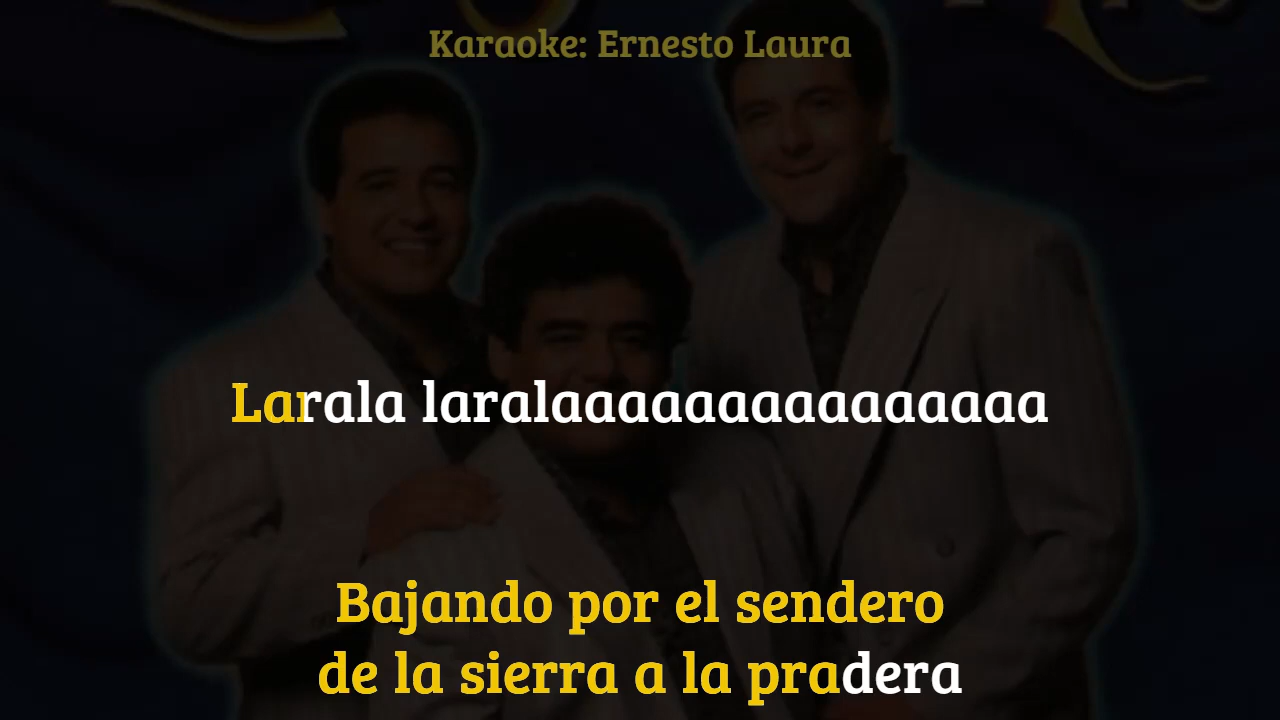 Karaoke: Ernesto Laura
Larala laralaaaaaaaaaaaaaaa
Bajando por el sendero
de la sierra a la pradera